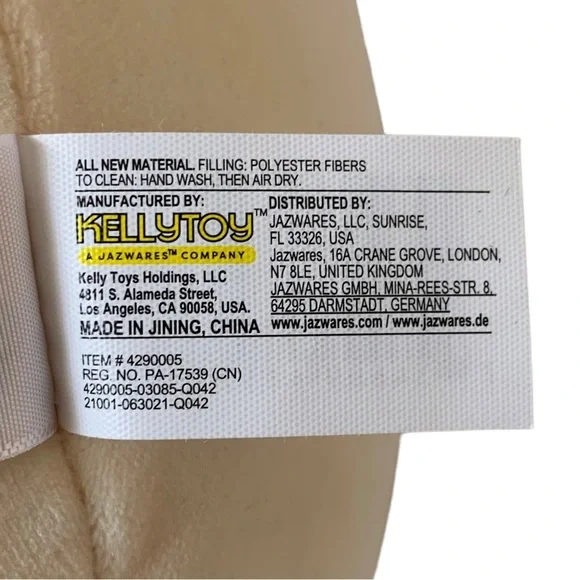 ALL NEW MATERIAL. FILLING: POLYESTER FIBERS
TO CLEAN: HAND WASH, THEN AIR DRY.
MANUFACTURED BY:
KELLYTOY™
A JAZWARES™ COMPANY
Kelly Toys Holdings, LLC
4811 S. Alameda Street,
Los Angeles, CA 90058, USA.
MADE IN JINING, CHINA
DISTRIBUTED BY:
JAZWARES, LLC, SUNRISE,
FL 33326, USA
Jazwares, 16A CRANE GROVE, LONDON,
N7 8LE, UNITED KINGDOM
JAZWARES GMBH, MINA-REES-STR. 8,
64295 DARMSTADT, GERMANY
www.jazwares.com / www.jazwares.de
ITEM # 4290005
REG. NO. PA-17539 (CN)
4290005-03085-Q042
21001-063021-Q042